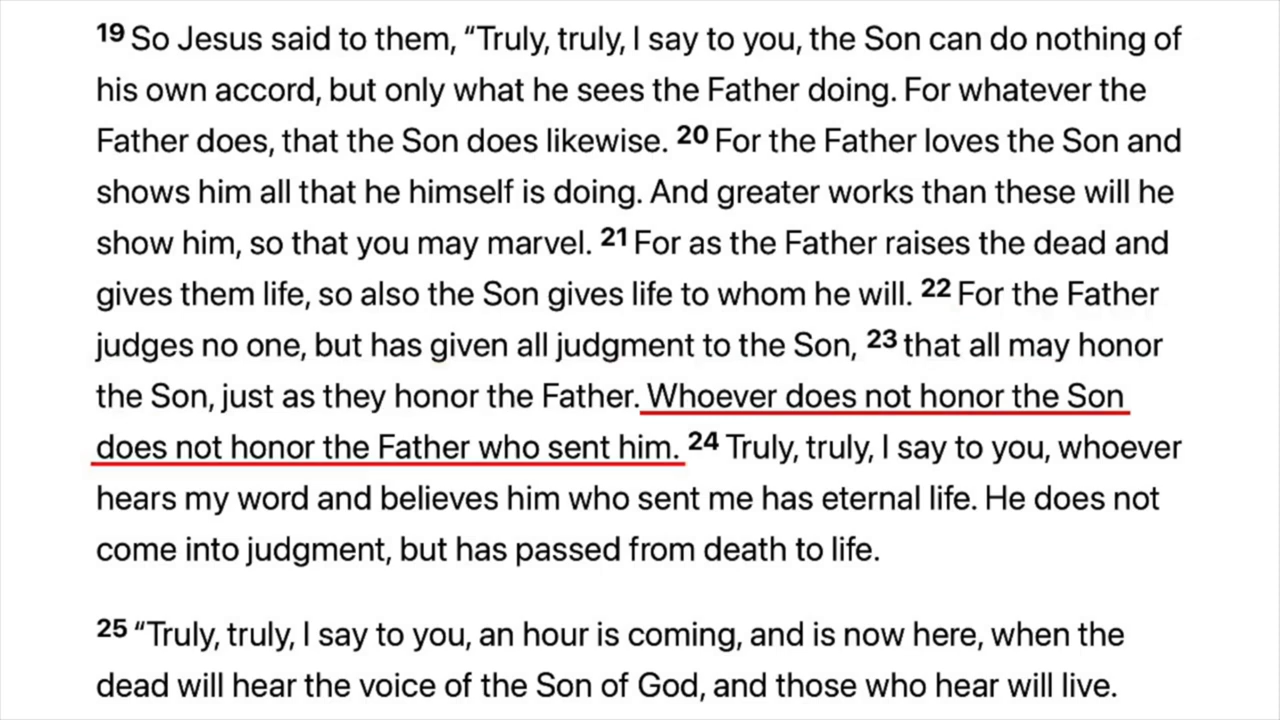 19 So Jesus said to them, “Truly, truly, I say to you, the Son can do nothing of
his own accord, but only what he sees the Father doing. For whatever the
Father does, that the Son does likewise. 20 For the Father loves the Son and
shows him all that he himself is doing. And greater works than these will he
show him, so that you may marvel. 21 For as the Father raises the dead and
gives them life, so also the Son gives life to whom he will. 22 For the Father
judges no one, but has given all judgment to the Son, 23 that all may honor
the Son, just as they honor the Father. Whoever does not honor the Son
does not honor the Father who sent him. 24 Truly, truly, I say to you, whoever
hears my word and believes him who sent me has eternal life. He does not
come into judgment, but has passed from death to life.
25 “Truly, truly, I say to you, an hour is coming, and is now here, when the
dead will hear the voice of the Son of God, and those who hear will live.